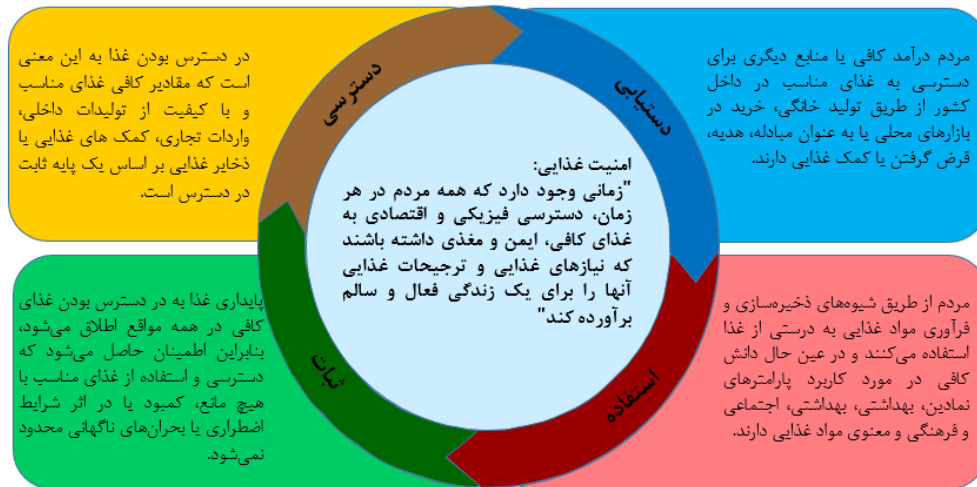 در دسترس بودن غذا به این معنی
است که مقادیر کافی غذای مناسب
و با کیفیت از تولیدات داخلی،
واردات تجاری، کمک های غذایی یا
ذخایر غذایی بر اساس یک پایه ثابت
در دسترس است.
دسترسی
دستیابی
مردم درآمد کافی یا منابع دیگری برای
دسترسی به غذای مناسب در داخل
کشور از طریق تولید خانگی، خرید در
بازارهای محلی یا به عنوان مبادله، هدیه،
قرض گرفتن یا کمک غذایی دارند.
امنیت غذایی:
"زمانی وجود دارد که همه مردم در هر
زمان، دسترسی فیزیکی و اقتصادی به
غذای کافی، ایمن و مغذی داشته باشند
که نیازهای غذایی و ترجیحات غذایی
آنها را برای یک زندگی فعال و سالم
برآورده کند"
پایداری غذا به در دسترس بودن غذای
کافی در همه مواقع اطلاق می‌شود،
بنابراین اطمینان حاصل می‌شود که
دسترسی و استفاده از غذای مناسب با
هیچ مانع، کمبود یا در اثر شرایط
اضطراری یا بحران‌های ناگهانی محدود
نمی‌شود.
ثبات
استفاده
مردم از طریق شیوه‌های ذخیره‌سازی و
فرآوری مواد غذایی به درستی از غذا
استفاده می‌کنند و در عین حال دانش
کافی در مورد کاربرد پارامترهای
نمادین، بهداشتی، بهداشتی، اجتماعی
و فرهنگی و معنوی مواد غذایی دارند.